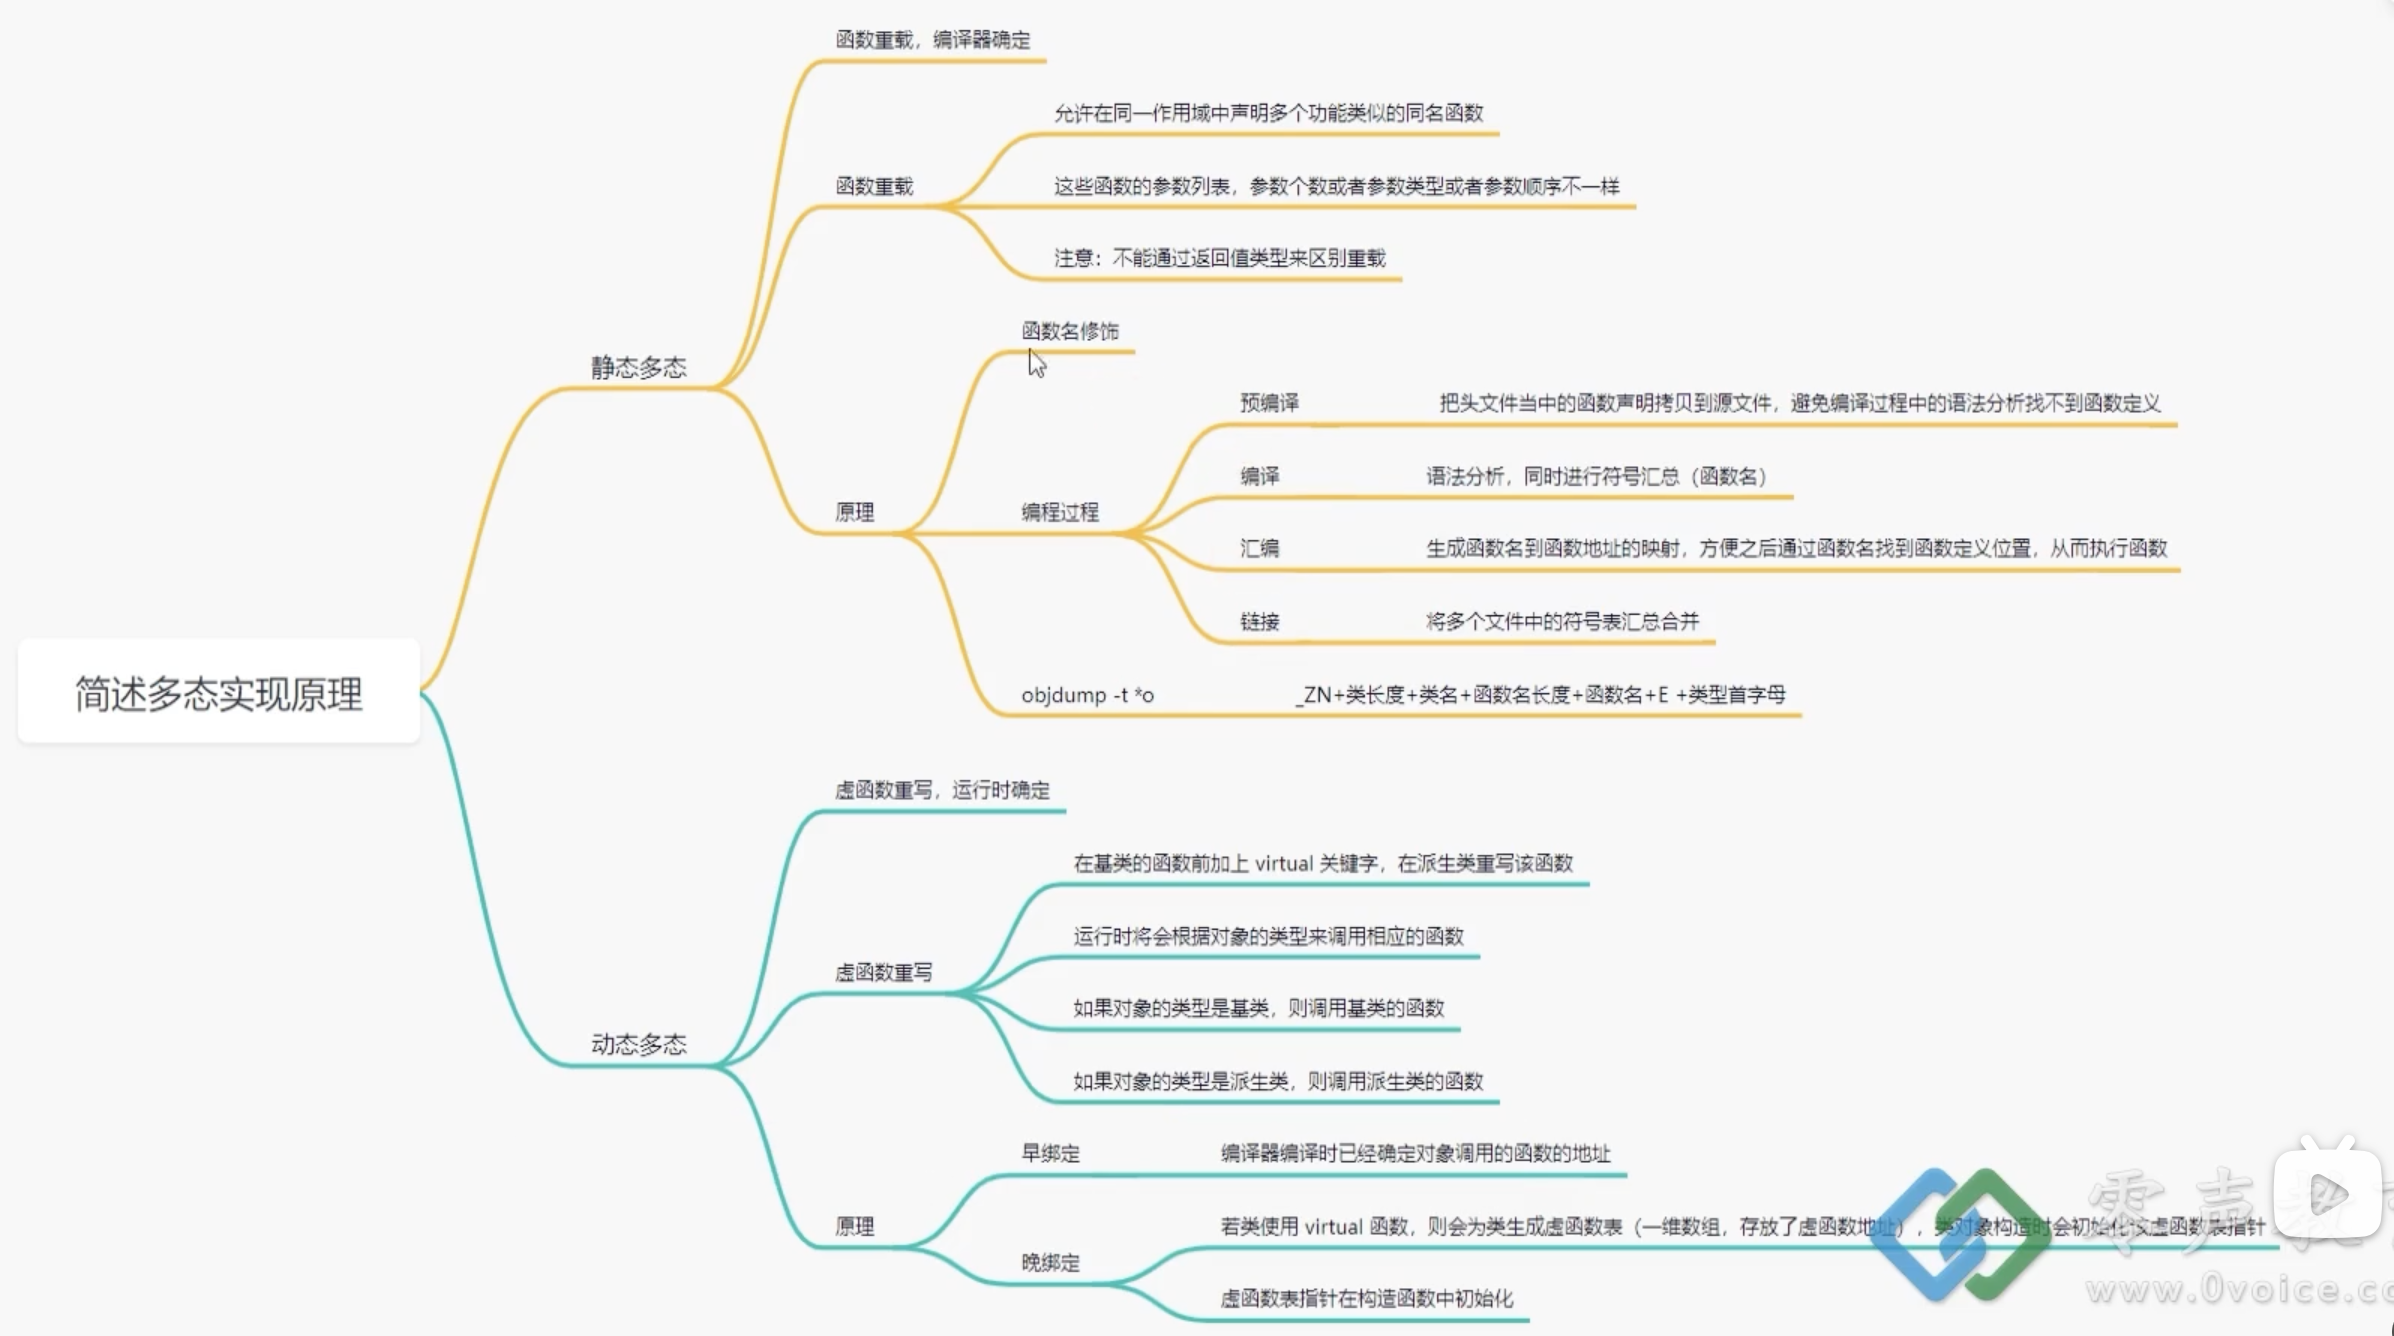 简述多态实现原理
静态多态
函数重载，编译器确定
函数重载
允许在同一作用域中声明多个功能类似的同名函数
这些函数的参数列表，参数个数或者参数类型或者参数顺序不一样
注意：不能通过返回值类型来区别重载
原理
函数名修饰
编程过程
预编译 把头文件当中的函数声明拷贝到源文件，避免编译过程中的语法分析找不到函数定义
编译 语法分析，同时进行符号汇总（函数名）
汇编 生成函数名到函数地址的映射，方便之后通过函数名找到函数定义位置，从而执行函数
链接 将多个文件中的符号表汇总合并
objdump -t *o _ZN+类长度+类名+函数名长度+函数名+E +类型首字母
动态多态
虚函数重写，运行时确定
虚函数重写
在基类的函数前加上 virtual 关键字，在派生类重写该函数
运行时将会根据对象的类型来调用相应的函数
如果对象的类型是基类，则调用基类的函数
如果对象的类型是派生类，则调用派生类的函数
原理
早绑定 编译器编译时已经确定对象调用的函数的地址
晚绑定
若类使用 virtual 函数，则会为类生成虚函数表（一维数组，存放了虚函数地址），类对象构造时会初始化该虚函数表指针
虚函数表指针在构造函数中初始化
零声教
www.0voice.co